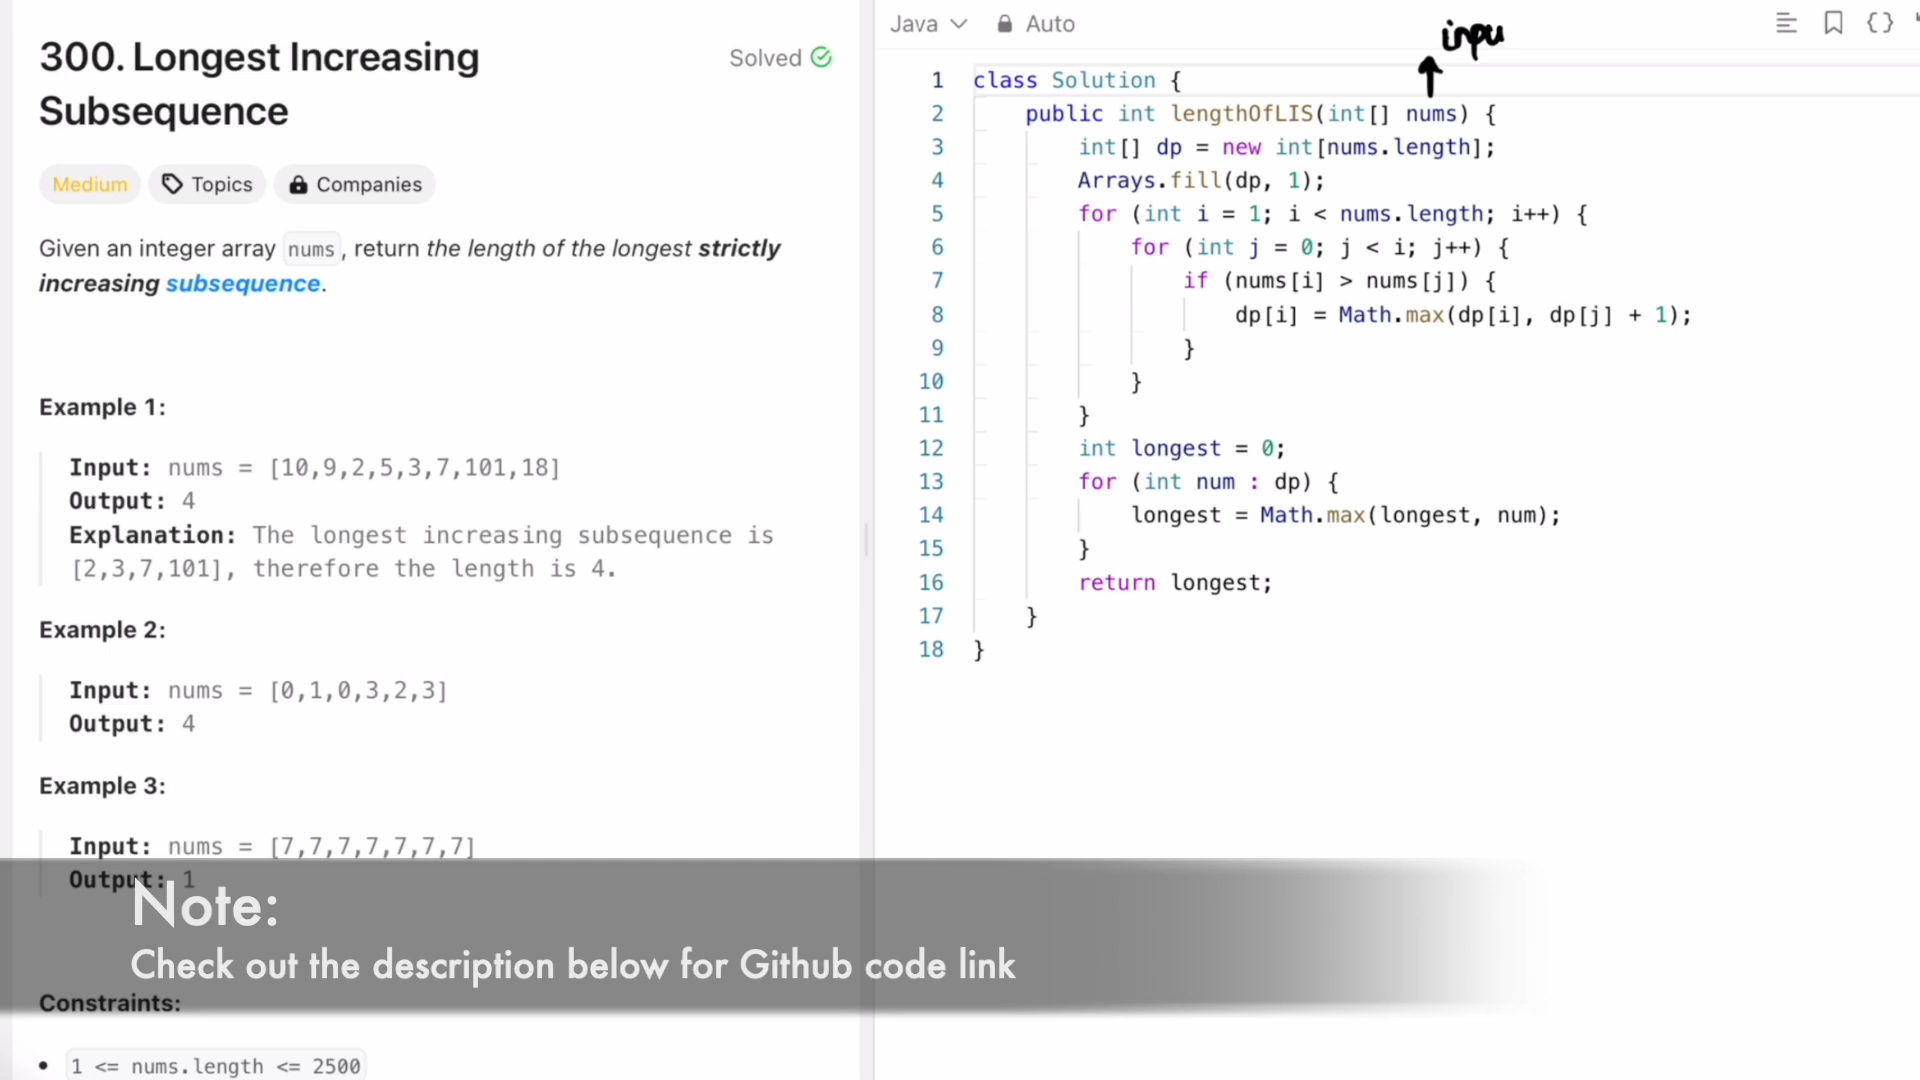 300. Longest Increasing
Subsequence
Solved
Medium
Topics
Companies
Given an integer array nums, return the length of the longest strictly
increasing subsequence.
Example 1:
Input: nums = [10,9,2,5,3,7,101,18]
Output: 4
Explanation: The longest increasing subsequence is
[2,3,7,101], therefore the length is 4.
Example 2:
Input: nums = [0,1,0,3,2,3]
Output: 4
Example 3:
Input: nums = [7,7,7,7,7,7,7]
Output: 1
Note:
Check out the description below for Github code link
Constraints:
• 1 <= nums.length <= 2500
Java
Auto
inpu
1 class Solution {
2 public int lengthOfLIS(int[] nums) {
3 int[] dp = new int[nums.length];
4 Arrays.fill(dp, 1);
5 for (int i = 1; i < nums.length; i++) {
6 for (int j = 0; j < i; j++) {
7 if (nums[i] > nums[j]) {
8 dp[i] = Math.max(dp[i], dp[j] + 1);
9 }
10 }
11 }
12 int longest = 0;
13 for (int num : dp) {
14 longest = Math.max(longest, num);
15 }
16 return longest;
17 }
18 }